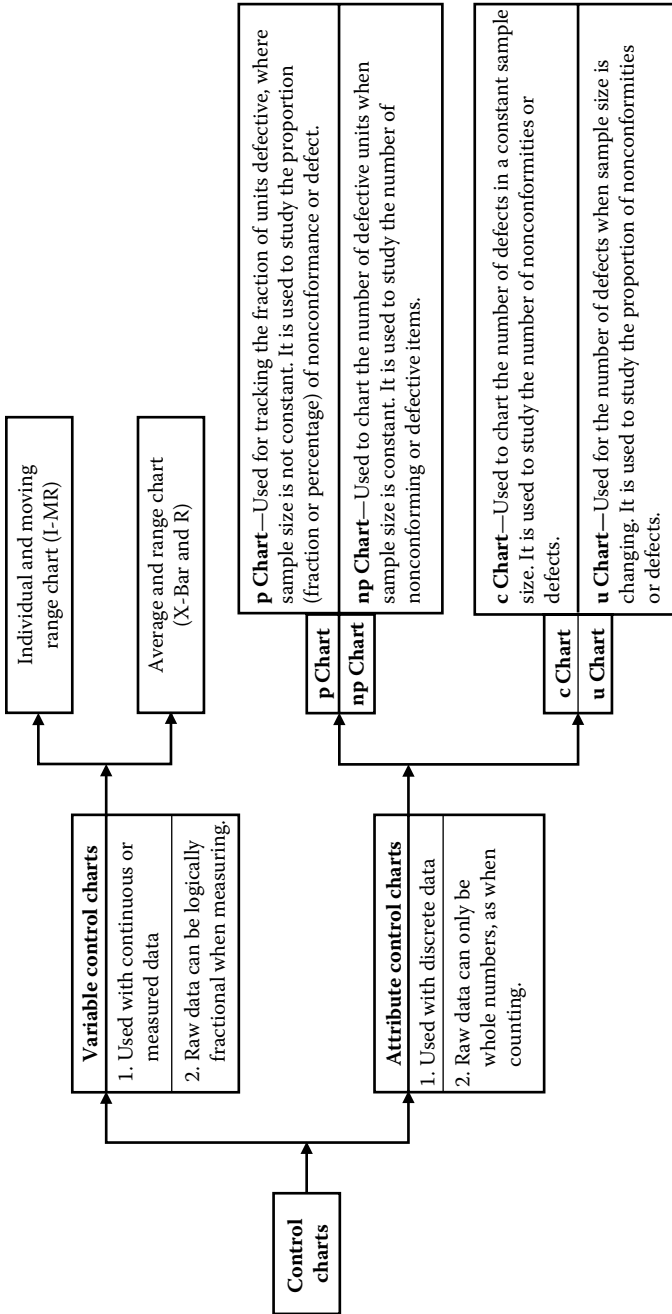 Control
charts
Variable control charts
1. Used with continuous or
measured data
2. Raw data can be logically
fractional when measuring.
Individual and moving
range chart (I-MR)
Average and range chart
(X-Bar and R)
Attribute control charts
1. Used with discrete data
2. Raw data can only be
whole numbers, as when
counting.
p Chart
np Chart
p Chart—Used for tracking the fraction of units defective, where
sample size is not constant. It is used to study the proportion
(fraction or percentage) of nonconformance or defect.
np Chart—Used to chart the number of defective units when
sample size is constant. It is used to study the number of
nonconforming or defective items.
c Chart
u Chart
c Chart—Used to chart the number of defects in a constant sample
size. It is used to study the number of nonconformities or
defects.
u Chart—Used for the number of defects when sample size is
changing. It is used to study the proportion of nonconformities
or defects.